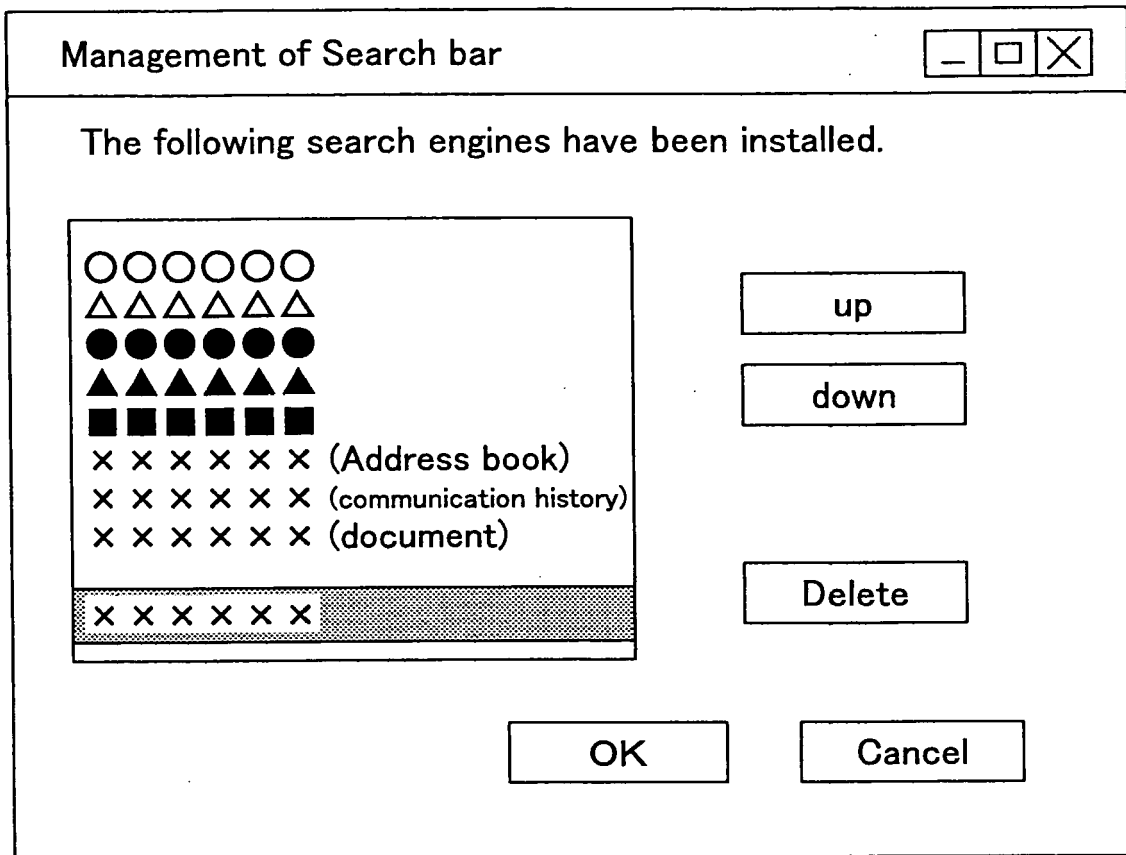 Management of Search bar
The following search engines have been installed.
○○○○○○
△△△△△△
●●●●●●
▲▲▲▲▲▲
■■■■■■
×××××× (Address book)
×××××× (communication history)
×××××× (document)
××××××
up
down
Delete
OK
Cancel